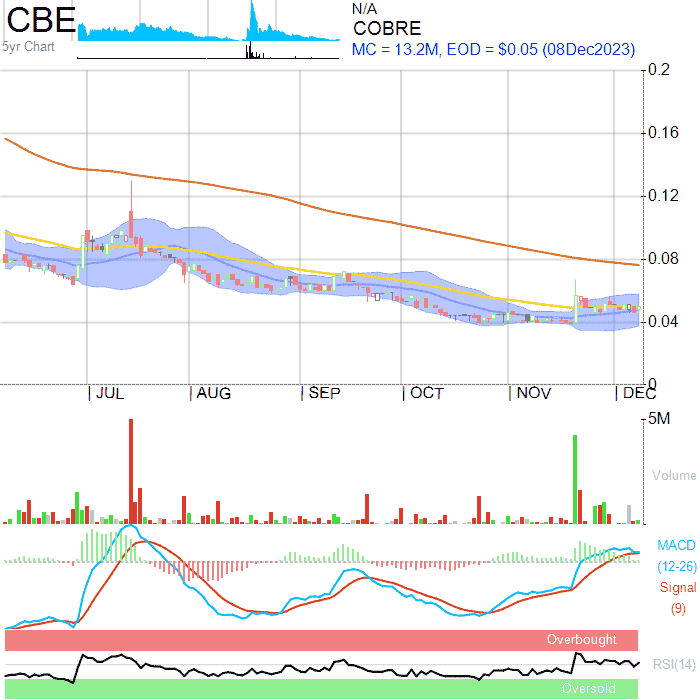 CBE
5yr Chart
N/A
COBRE
MC = 13.2M, EOD = $0.05 (08Dec2023)
0.2
0.16
0.12
0.08
0.04
0
JUL AUG SEP OCT NOV DEC
5M
Volume
MACD
(12-26)
Signal
(9)
Overbought
RSI(14)
Oversold